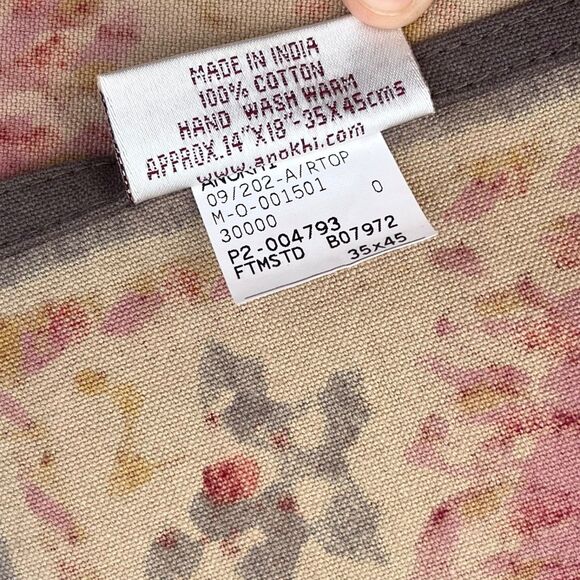 MADE IN INDIA
100% COTTON
HAND WASH WARM
APPROX.14"X18"-35X45cms
www.anokhi.com
09/202-A/RTOP
M-O-001501 0
30000
P2-004793
FTMSTD B07972
35x45